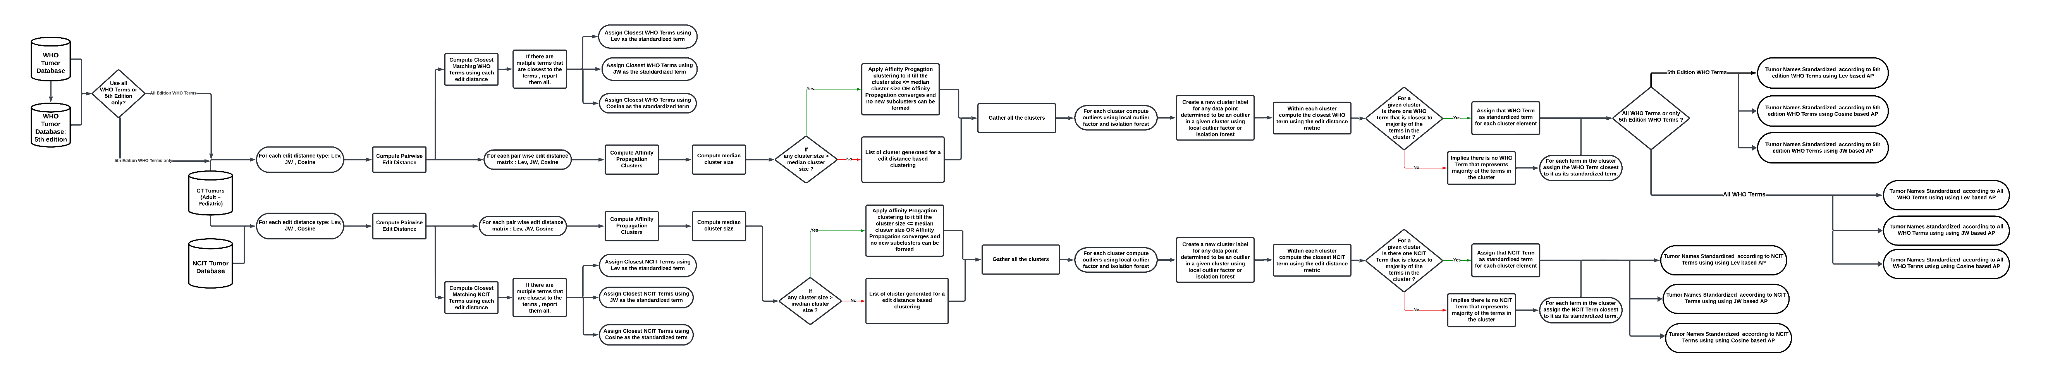 WHO
Tumor
Database
WHO
Tumor
Database:
5th edition
Use all
WHO Terms or
5th Edition
only?
All Edition WHO Terms
5th Edition WHO Terms only
CT Tumors
(Adult –
Pediatric)
NCIT Tumor
Database
For each edit distance type: Lev,
JW , Cosine
Compute Pairwise
Edit Distance
Compute Closest
Matching WHO
Terms using each
edit distance
If there are
mutiple terms that
are closest to the
terms , report
them all.
Assign Closest WHO Terms using
Lev as the standardized term
Assign Closest WHO Terms using
JW as the standardized term
Assign Closest WHO Terms using
Cosine as the standardized term
For each pair wise edit distance
matrix : Lev, JW, Cosine
Compute Affinity
Propagation
Clusters
Compute median
cluster size
If
any cluster size >
median cluster
size ?
Yes
No
Apply Affinity Progagtion
clustering to it till the
cluster size <= median
cluster size OR Affinity
Propagation converges and
no new subclusters can be
formed
List of cluster generated for a
edit distance based
clustering
Gather all the clusters
For each cluster compute
outliers using local outlier
factor and isolation forest
Create a new cluster label
for any data point
determined to be an outlier
in a given cluster using
local outlier factor or
isolation forest
Within each cluster
compute the closest WHO
term using the edit distance
metric
For a
given cluster
is there one WHO
term that is closest to
majority of the
terms in the
cluster ?
Yes
No
Assign that WHO Term
as standardized term
for each cluster element
Implies there is no WHO
Term that represents
majority of the terms in
the cluster
For each term in the cluster
assign the WHO Term closest
to it as its standardized term.
All WHO Terms or only
5th Edition WHO Terms ?
5th Edition WHO Terms
Tumor Names Standardized according to 5th
edition WHO Terms using Lev based AP
Tumor Names Standardized according to 5th
edition WHO Terms using Cosine based AP
Tumor Names Standardized according to 5th
edition WHO Terms using JW based AP
All WHO Terms
Tumor Names Standardized according to All
WHO Terms using using Lev based AP
Tumor Names Standardized according to All
WHO Terms using using JW based AP
Tumor Names Standardized according to All
WHO Terms using using Cosine based AP
For each edit distance type: Lev,
JW , Cosine
Compute Pairwise
Edit Distance
For each pair wise edit distance
matrix : Lev, JW, Cosine
Compute Affinity
Propagation
Clusters
Compute median
cluster size
Compute Closest
Matching NCIT
Terms using each
edit distance
If there are
mutiple terms that
are closest to the
terms , report
them all.
Assign Closest NCIT Terms using
Lev as the standardized term
Assign Closest NCIT Terms using
JW as the standardized term
Assign Closest NCIT Terms using
Cosine as the standardized term
If
any cluster size >
median cluster
size ?
Yes
No
Apply Affinity Progagtion
clustering to it till the
cluster size <= median
cluster size OR Affinity
Propagation converges and
no new subclusters can be
formed
List of cluster generated for a
edit distance based
clustering
Gather all the clusters
For each cluster compute
outliers using local outlier
factor and isolation forest
Create a new cluster label
for any data point
determined to be an outlier
in a given cluster using
local outlier factor or
isolation forest
Within each cluster
compute the closest NCIT
term using the edit distance
metric
For a
given cluster
is there one NCIT
term that is closest to
majority of the
terms in the
cluster ?
Yes
No
Assign that NCIT Term
as standardized term
for each cluster element
Implies there is no NCIT
Term that represents
majority of the terms in
the cluster
For each term in the cluster
assign the NCIT Term closest
to it as its standardized term.
Tumor Names Standardized according to NCIT
Terms using using Lev based AP
Tumor Names Standardized according to NCIT
Terms using using JW based AP
Tumor Names Standardized according to NCIT
Terms using using Cosine based AP